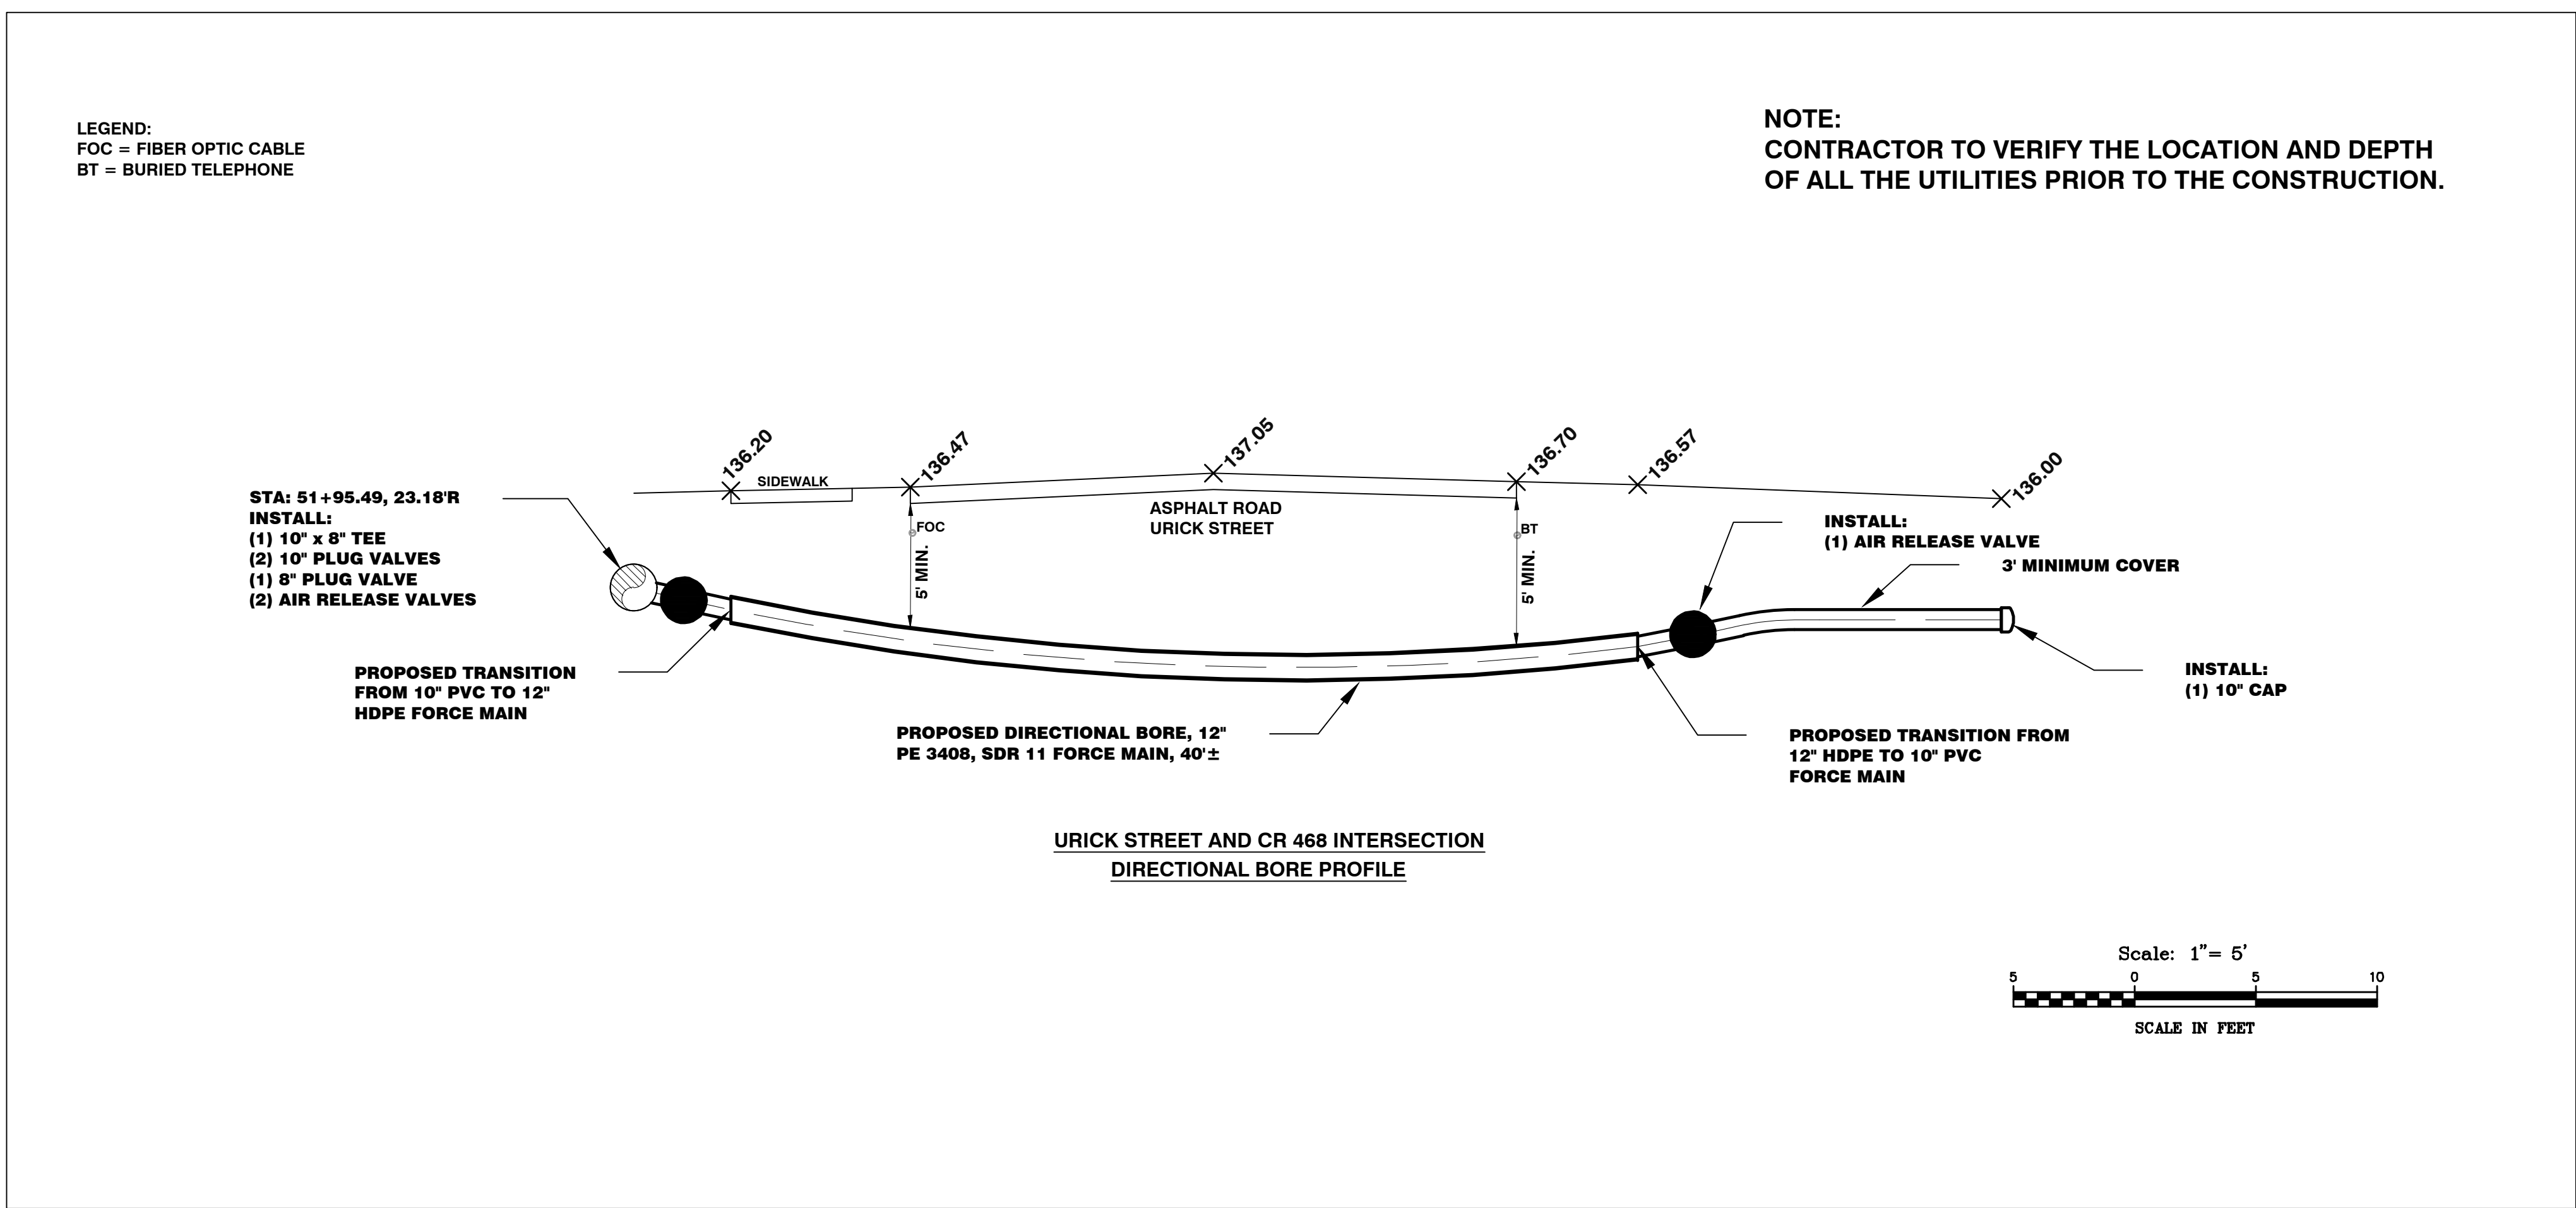 LEGEND:
FOC = FIBER OPTIC CABLE
BT = BURIED TELEPHONE
NOTE:
CONTRACTOR TO VERIFY THE LOCATION AND DEPTH
OF ALL THE UTILITIES PRIOR TO THE CONSTRUCTION.
136.20
136.47
137.05
136.70
136.57
136.00
SIDEWALK
ASPHALT ROAD
URICK STREET
FOC
5' MIN.
BT
5' MIN.
STA: 51+95.49, 23.18'R
INSTALL:
(1) 10" x 8" TEE
(2) 10" PLUG VALVES
(1) 8" PLUG VALVE
(2) AIR RELEASE VALVES
INSTALL:
(1) AIR RELEASE VALVE
3' MINIMUM COVER
PROPOSED TRANSITION
FROM 10" PVC TO 12"
HDPE FORCE MAIN
PROPOSED DIRECTIONAL BORE, 12"
PE 3408, SDR 11 FORCE MAIN, 40'±
PROPOSED TRANSITION FROM
12" HDPE TO 10" PVC
FORCE MAIN
INSTALL:
(1) 10" CAP
URICK STREET AND CR 468 INTERSECTION
DIRECTIONAL BORE PROFILE
Scale: 1"= 5'
5 0 5 10
SCALE IN FEET